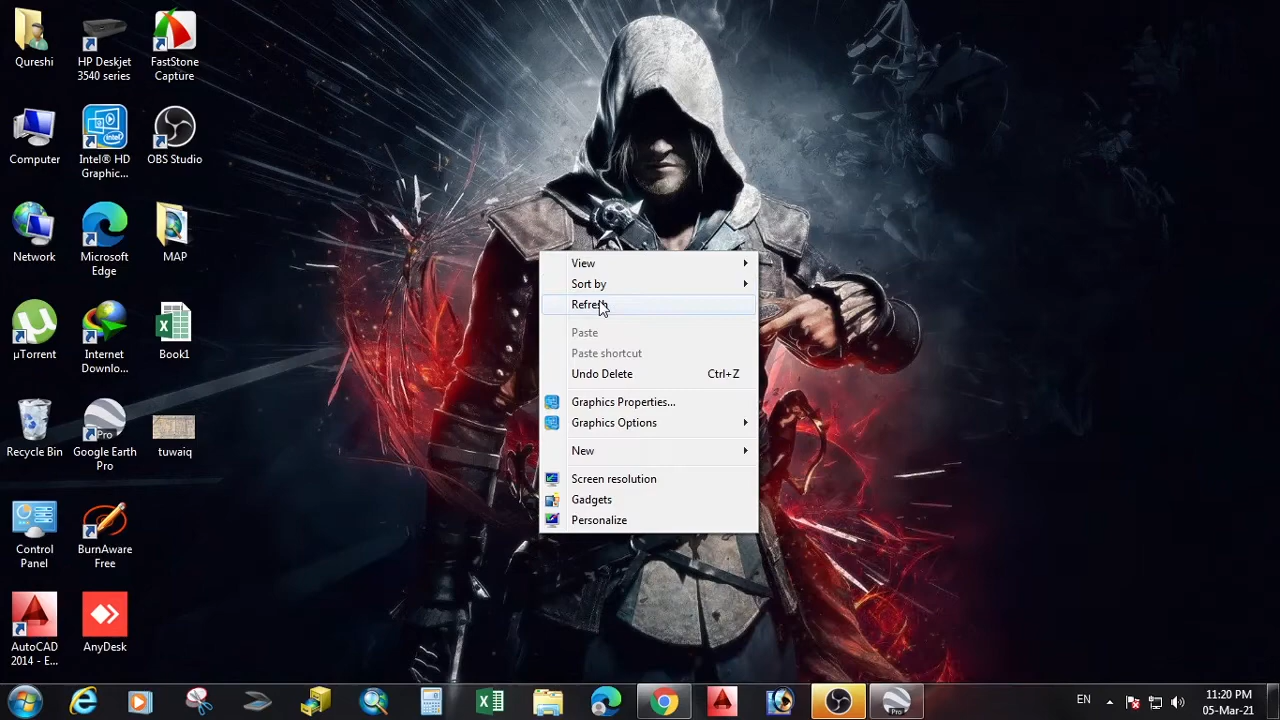 Qureshi
HP Deskjet
3540 series
FastStone
Capture
Computer
Intel® HD
Graphic...
OBS Studio
Network
Microsoft
Edge
MAP
µTorrent
Internet
Downlo...
Book1
Recycle Bin
Pro
Google Earth
Pro
tuwaiq
Control
Panel
BurnAware
Free
AutoCAD
2014 - E...
AnyDesk
View
Sort by
Refresh
Paste
Paste shortcut
Undo Delete Ctrl+Z
Graphics Properties...
Graphics Options
New
Screen resolution
Gadgets
Personalize
Pro
EN
11:20 PM
05-Mar-21